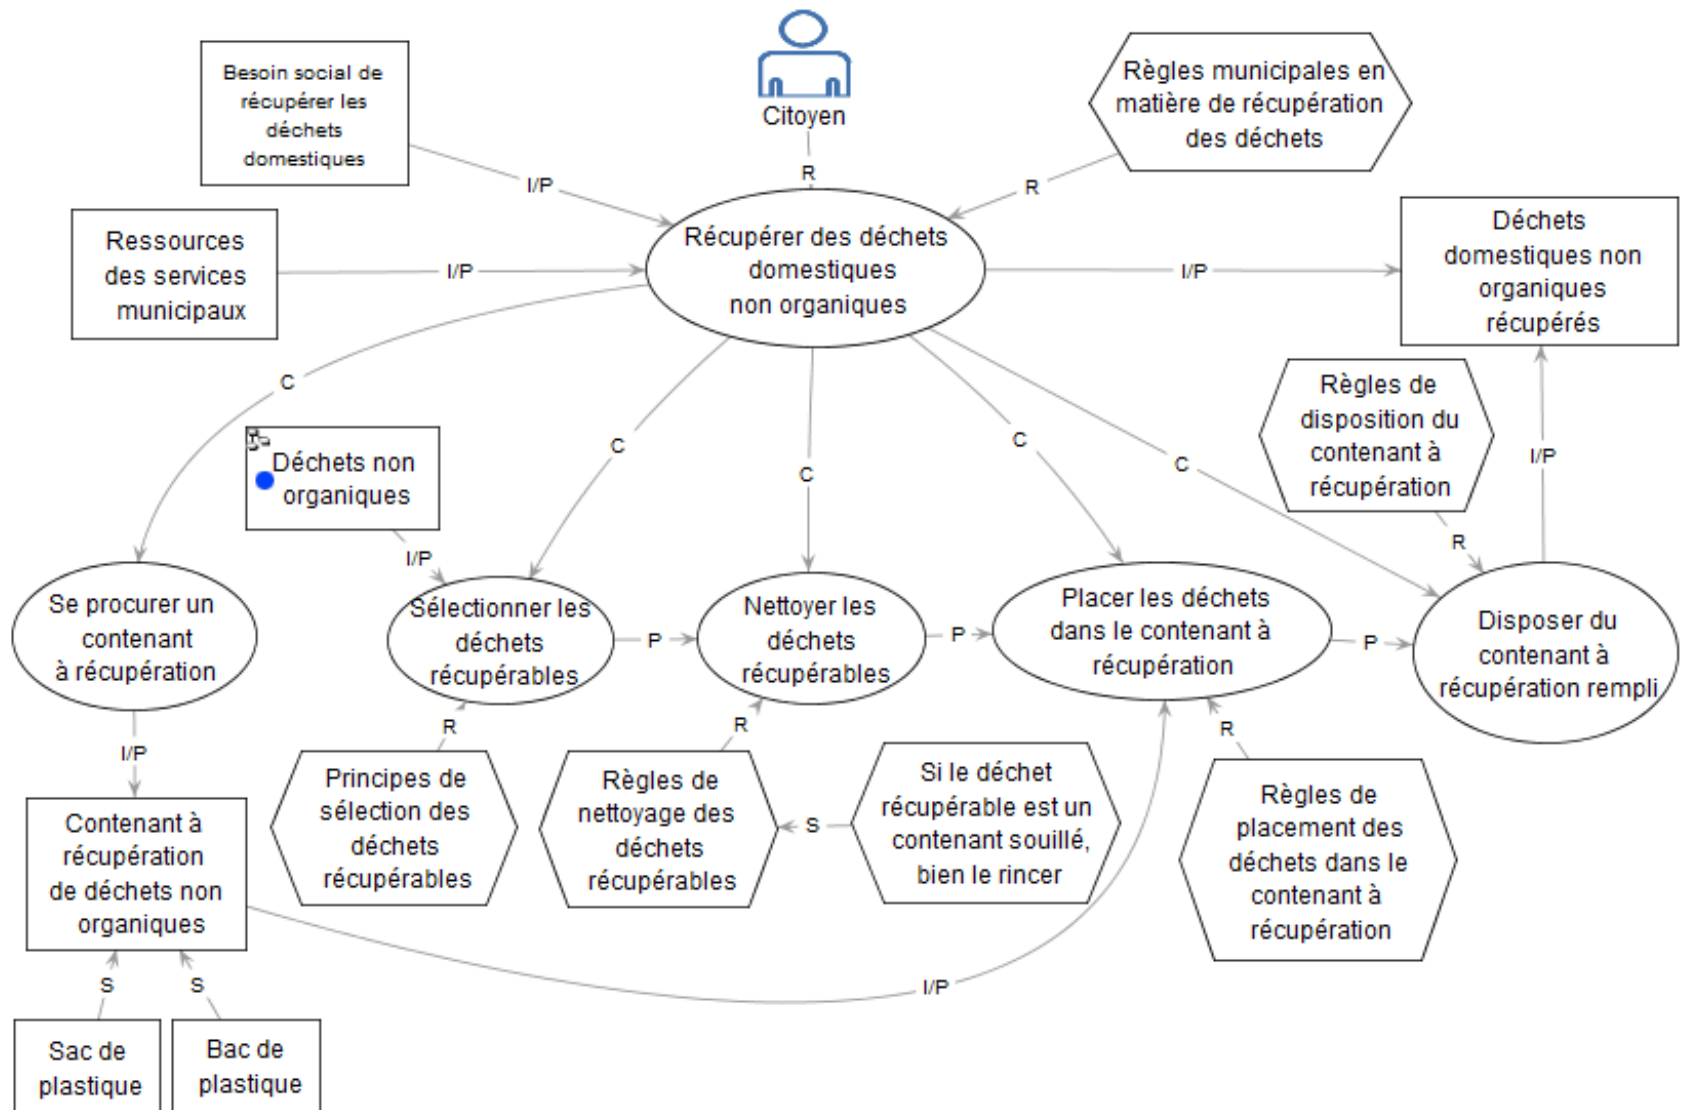 Besoin social de
récupérer les
déchets
domestiques
Citoyen
Règles municipales en
matière de récupération
des déchets
I/P
R
R
Ressources
des services
municipaux
I/P
Récupérer des déchets
domestiques
non organiques
I/P
Déchets
domestiques non
organiques
récupérés
C
C
C
C
C
Déchets non
organiques
I/P
Règles de
disposition du
contenant à
récupération
R
I/P
Se procurer un
contenant
à récupération
Sélectionner les
déchets
récupérables
P
Nettoyer les
déchets
récupérables
P
Placer les déchets
dans le contenant à
récupération
P
Disposer du
contenant à
récupération rempli
I/P
R
R
R
Contenant à
récupération
de déchets non
organiques
Principes de
sélection des
déchets
récupérables
Règles de
nettoyage des
déchets
récupérables
S
Si le déchet
récupérable est un
contenant souillé,
bien le rincer
Règles de
placement des
déchets dans le
contenant à
récupération
S
S
I/P
Sac de
plastique
Bac de
plastique